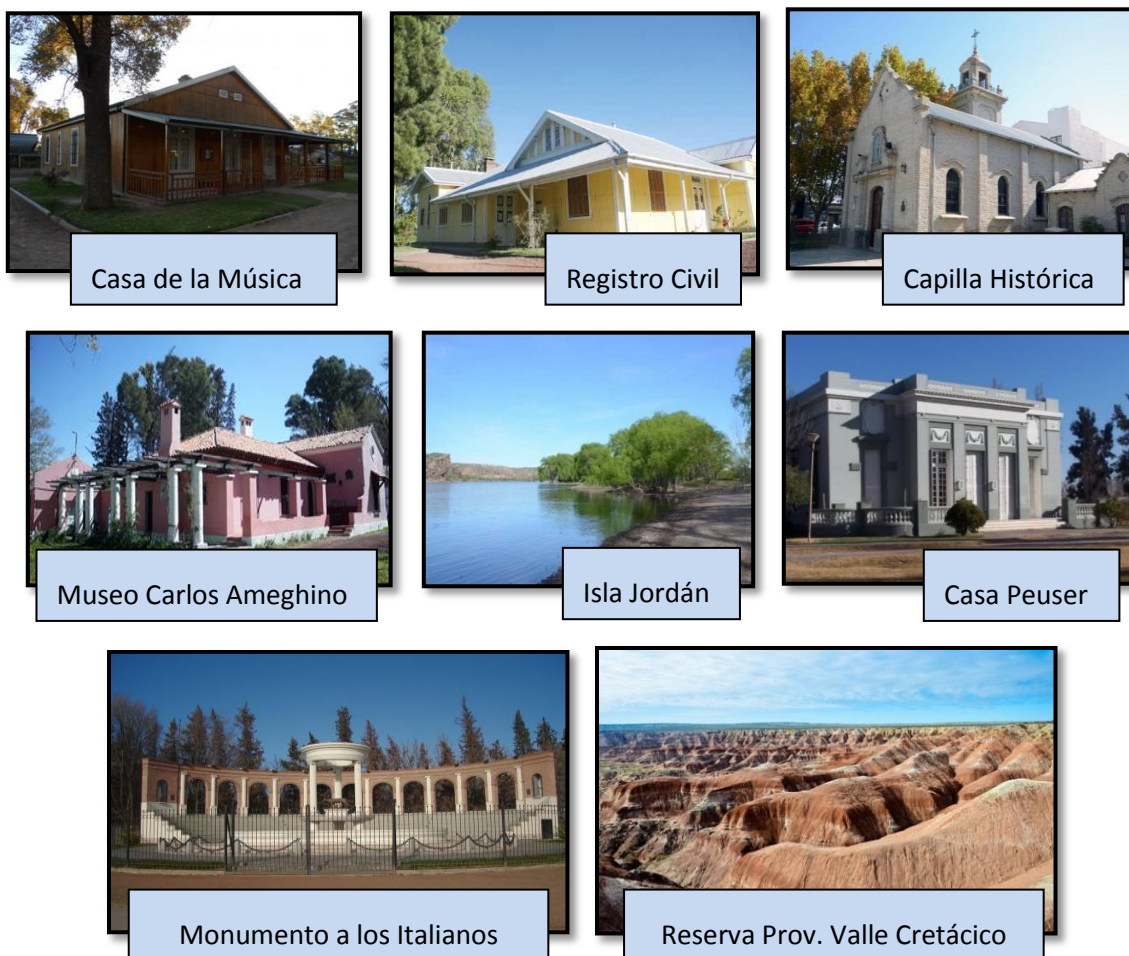 Casa de la Música
Registro Civil
Capilla Histórica
Museo Carlos Ameghino
Isla Jordán
Casa Peuser
Monumento a los Italianos
Reserva Prov. Valle Cretácico